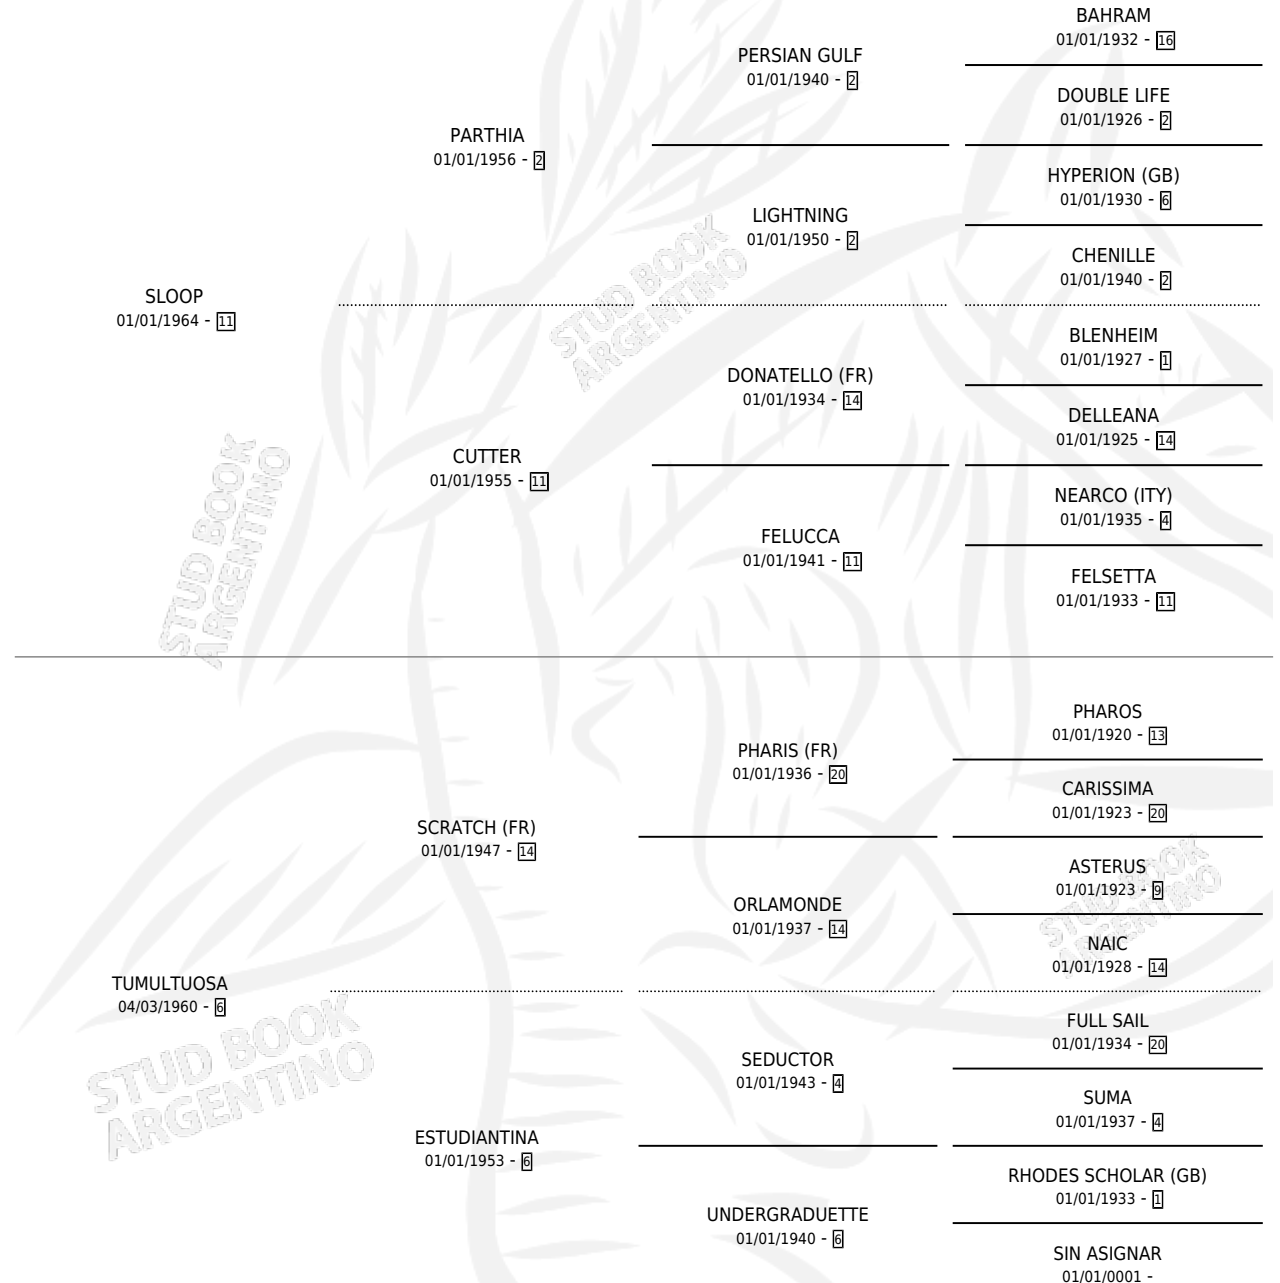 BAHRAM
01/01/1932 - 16
PERSIAN GULF
01/01/1940 - 2
DOUBLE LIFE
01/01/1926 - 2
PARTHIA
01/01/1956 - 2
HYPERION (GB)
01/01/1930 - 6
LIGHTNING
01/01/1950 - 2
CHENILLE
01/01/1940 - 2
SLOOP
01/01/1964 - 11
BLENHEIM
01/01/1927 - 1
DONATELLO (FR)
01/01/1934 - 14
DELLEANA
01/01/1925 - 14
CUTTER
01/01/1955 - 11
NEARCO (ITY)
01/01/1935 - 4
FELUCCA
01/01/1941 - 11
FELSETTA
01/01/1933 - 11
PHAROS
01/01/1920 - 13
PHARIS (FR)
01/01/1936 - 20
CARISSIMA
01/01/1923 - 20
SCRATCH (FR)
01/01/1947 - 14
ASTERUS
01/01/1923 - 9
ORLAMONDE
01/01/1937 - 14
NAIC
01/01/1928 - 14
TUMULTUOSA
04/03/1960 - 6
FULL SAIL
01/01/1934 - 20
SEDUCTOR
01/01/1943 - 4
SUMA
01/01/1937 - 4
ESTUDIANTINA
01/01/1953 - 6
RHODES SCHOLAR (GB)
01/01/1933 - 1
UNDERGRADUETTE
01/01/1940 - 6
SIN ASIGNAR
01/01/0001 -
STUD BOOK
ARGENTINO
STUD BOOK
ARGENTINO
STUD BOOK
ARGENTINO
STUD BOOK
ARGENTINO